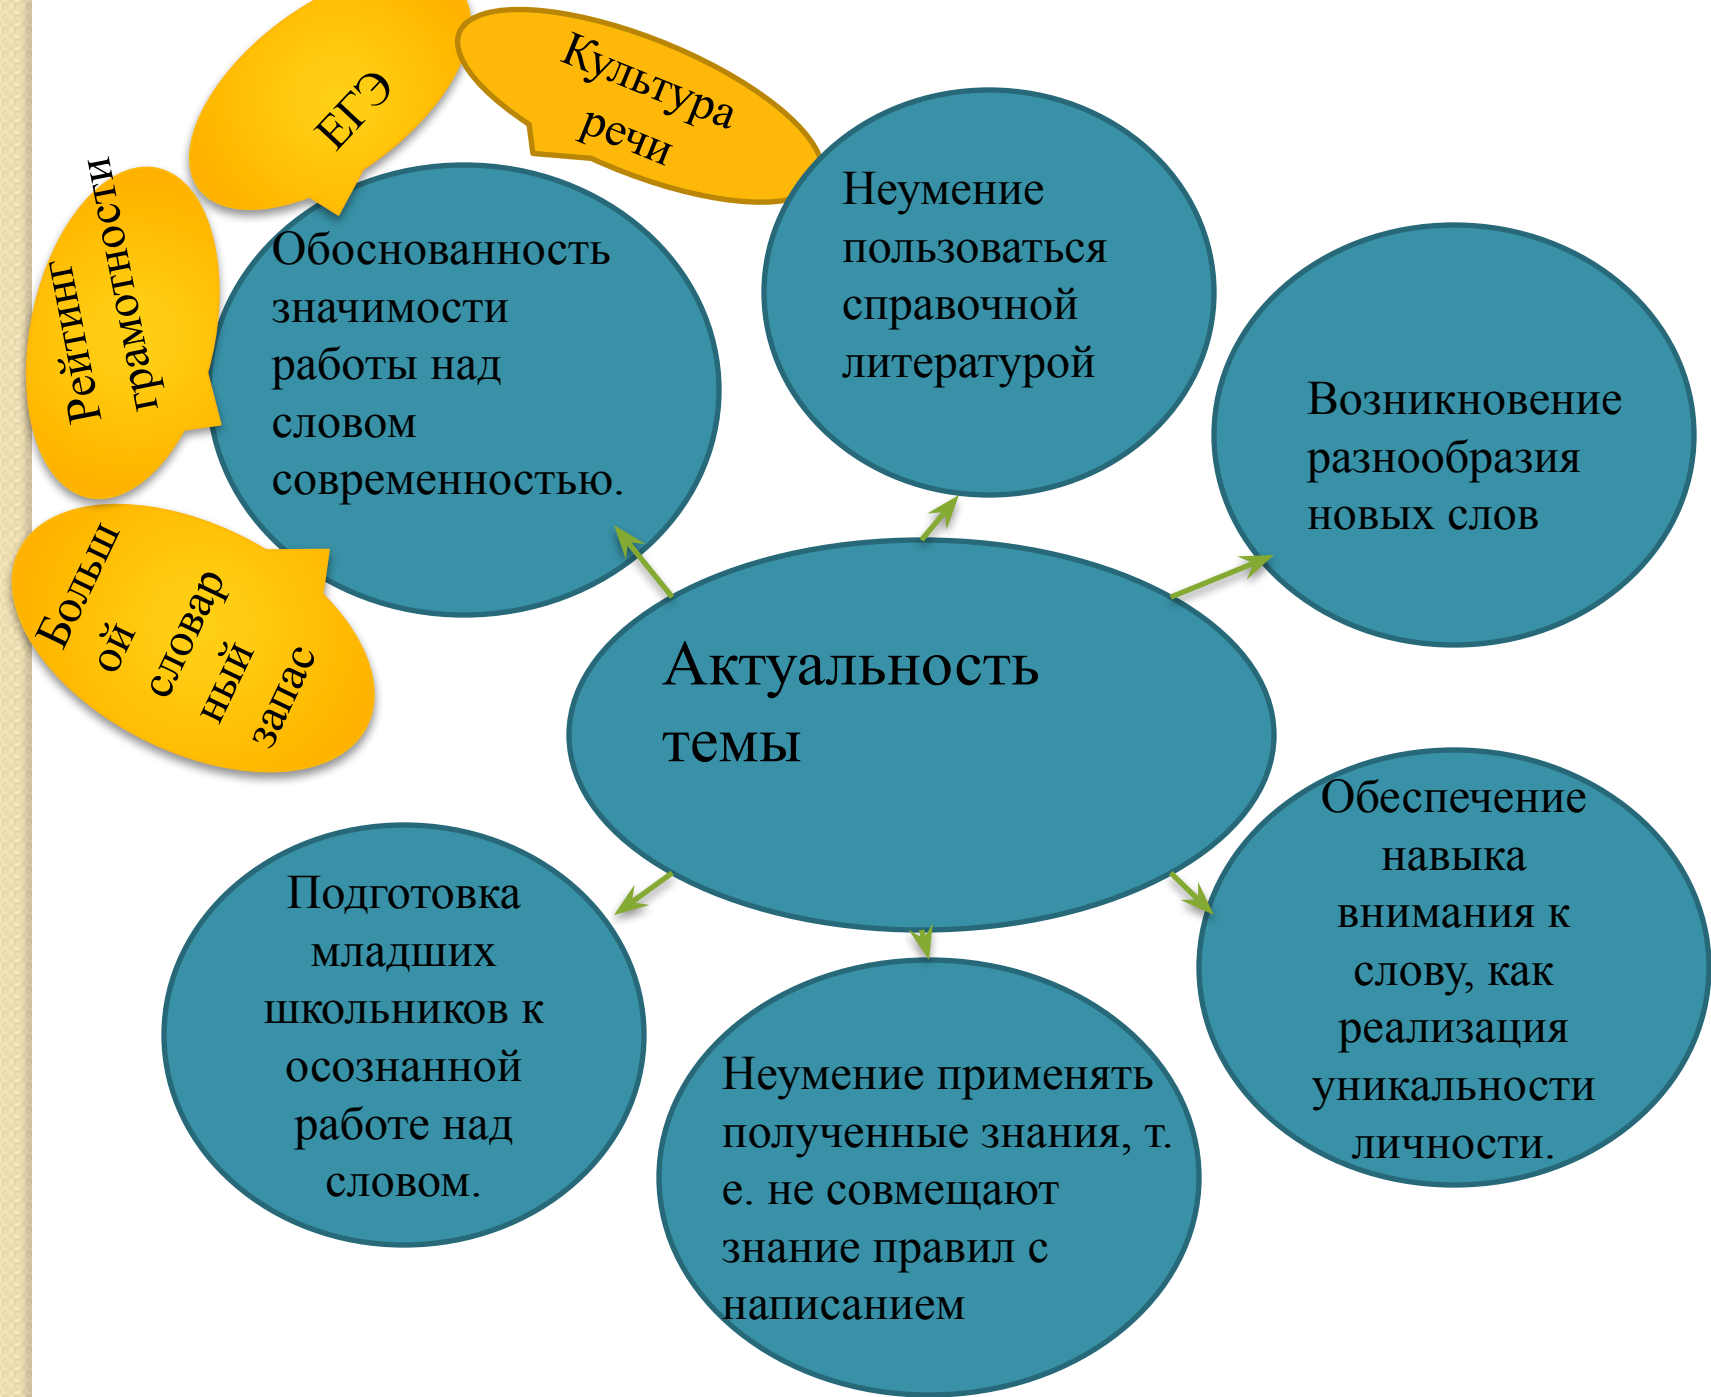 ЕГЭ
Культура
речи
Рейтинг
грамотности
Больш
ой
словар
ный
запас
Обоснованность
значимости
работы над
словом
современностью.
Неумение
пользоваться
справочной
литературой
Возникновение
разнообразия
новых слов
Актуальность
темы
Обеспечение
навыка
внимания к
слову, как
реализация
уникальности
личности.
Подготовка
младших
школьников к
осознанной
работе над
словом.
Неумение применять
полученные знания, т.
е. не совмещают
знание правил с
написанием